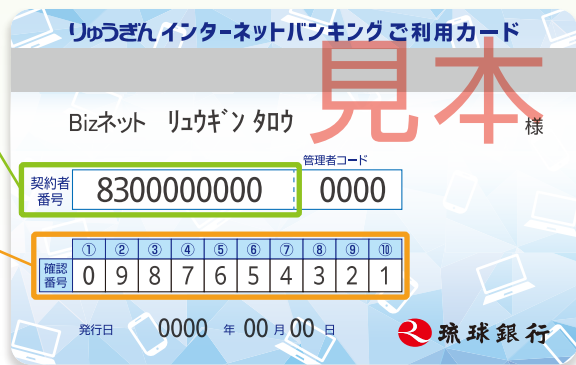 りゅうぎん インターネットバンキング ご利用カード
見本
Bizネット リュウギン タロウ 様
管理者コード
契約者番号 8300000000 0000
① ② ③ ④ ⑤ ⑥ ⑦ ⑧ ⑨ ⑩
確認番号 0 9 8 7 6 5 4 3 2 1
発行日 0000 年 00 月 00 日
琉球銀行